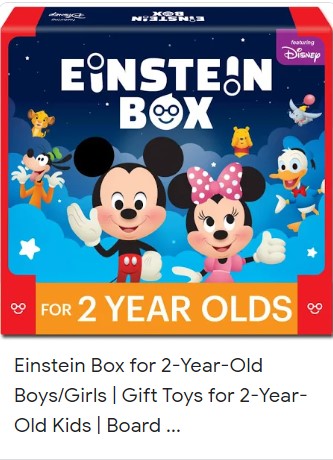 EINSTEIN
BOX
featuring
Disney
EINSTEIN
BOX
FOR 2 YEAR OLDS
Einstein Box for 2-Year-Old
Boys/Girls | Gift Toys for 2-Year-
Old Kids | Board ...